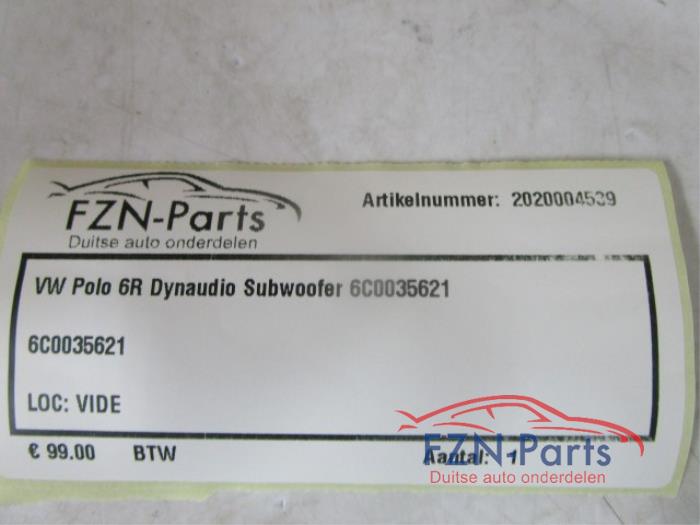 FZN-Parts
Duitse auto onderdelen
Artikelnummer: 2020004539
VW Polo 6R Dynaudio Subwoofer 6C0035621
6C0035621
LOC: VIDE
€ 99.00 BTW Aantal: 1
FZN-Parts
Duitse auto onderdelen